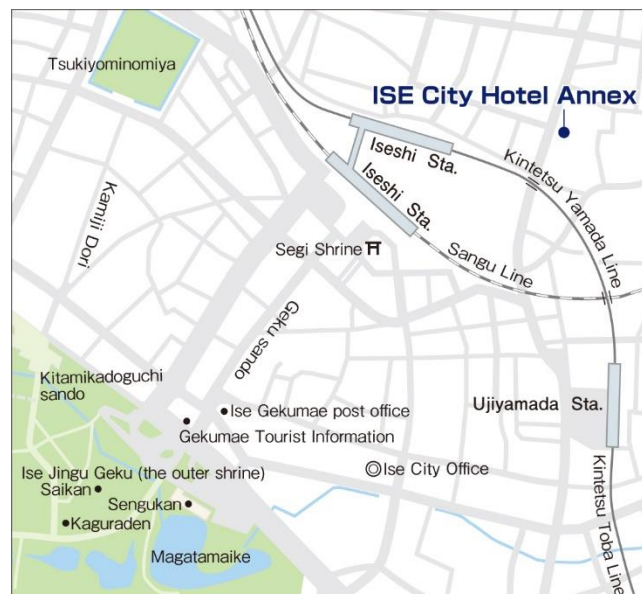 Tsukiyominomiya
ISE City Hotel Annex
Iseshi Sta.
Iseshi Sta.
Kintetsu Yamada Line
Kamiji Dori
Segi Shrine
Sangu Line
Geku sando
Kitamikadoguchi
sando
Ise Gekumae post office
Ujiyamada Sta.
Gekumae Tourist Information
Ise Jingu Geku (the outer shrine)
Ise City Office
Saikan
Sengukan
Kaguraden
Kintetsu Toba Line
Magatamaike